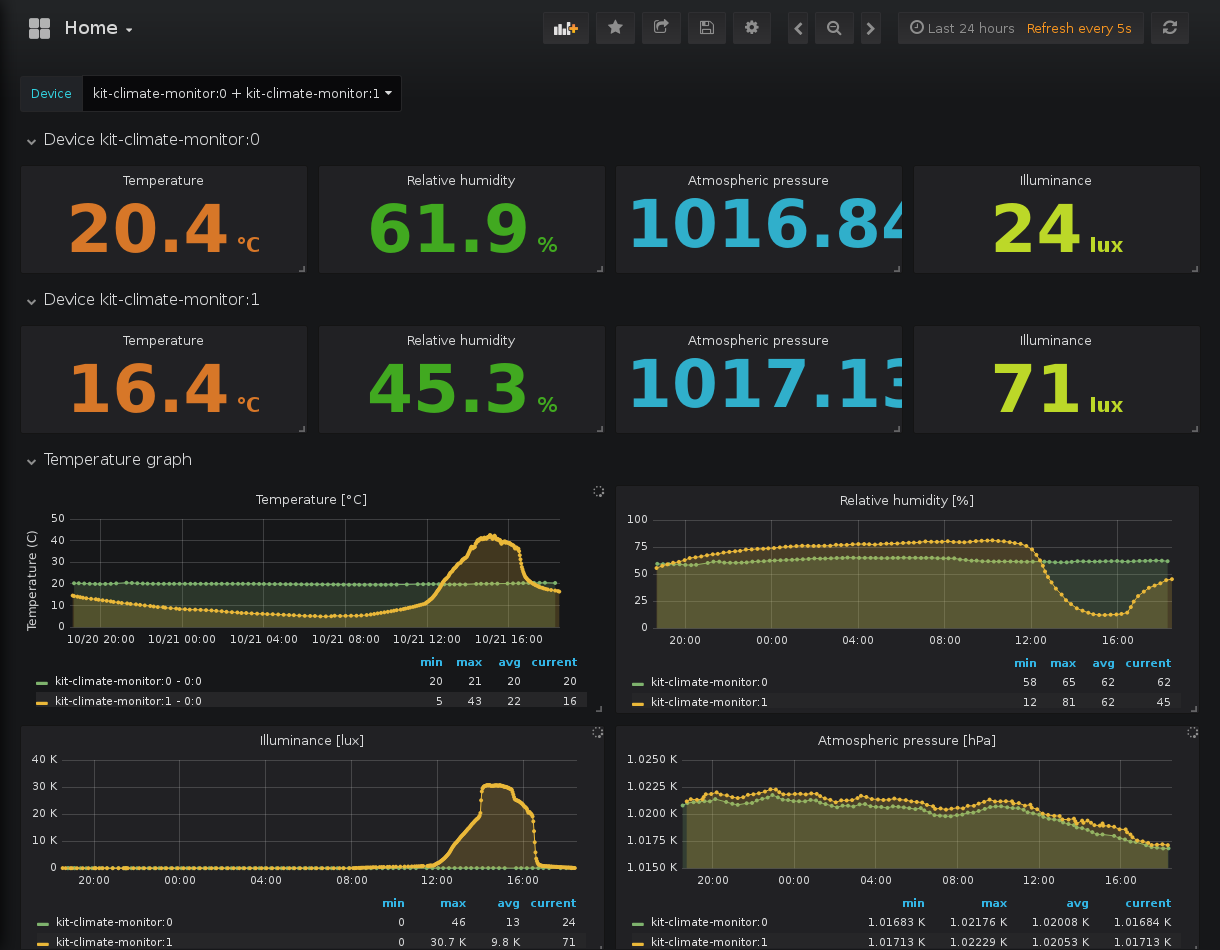 Home
Last 24 hours Refresh every 5s
Device kit-climate-monitor:0 + kit-climate-monitor:1
Device kit-climate-monitor:0
Temperature Relative humidity Atmospheric pressure Illuminance
20.4 °C 61.9 % 1016.84 24 lux
Device kit-climate-monitor:1
Temperature Relative humidity Atmospheric pressure Illuminance
16.4 °C 45.3 % 1017.13 71 lux
Temperature graph
Temperature [°C]
Temperature (C)
50
40
30
20
10
0
10/20 20:00 10/21 00:00 10/21 04:00 10/21 08:00 10/21 12:00 10/21 16:00
min max avg current
kit-climate-monitor:0 - 0:0 20 21 20 20
kit-climate-monitor:1 - 0:0 5 43 22 16
Relative humidity [%]
100
75
50
25
0
20:00 00:00 04:00 08:00 12:00 16:00
min max avg current
kit-climate-monitor:0 58 65 62 62
kit-climate-monitor:1 12 81 62 45
Illuminance [lux]
40 K
30 K
20 K
10 K
0
20:00 00:00 04:00 08:00 12:00 16:00
min max avg current
kit-climate-monitor:0 0 46 13 24
kit-climate-monitor:1 0 30.7 K 9.8 K 71
Atmospheric pressure [hPa]
1.0250 K
1.0225 K
1.0200 K
1.0175 K
1.0150 K
20:00 00:00 04:00 08:00 12:00 16:00
min max avg current
kit-climate-monitor:0 1.01683 K 1.02176 K 1.02008 K 1.01684 K
kit-climate-monitor:1 1.01713 K 1.02229 K 1.02053 K 1.01713 K